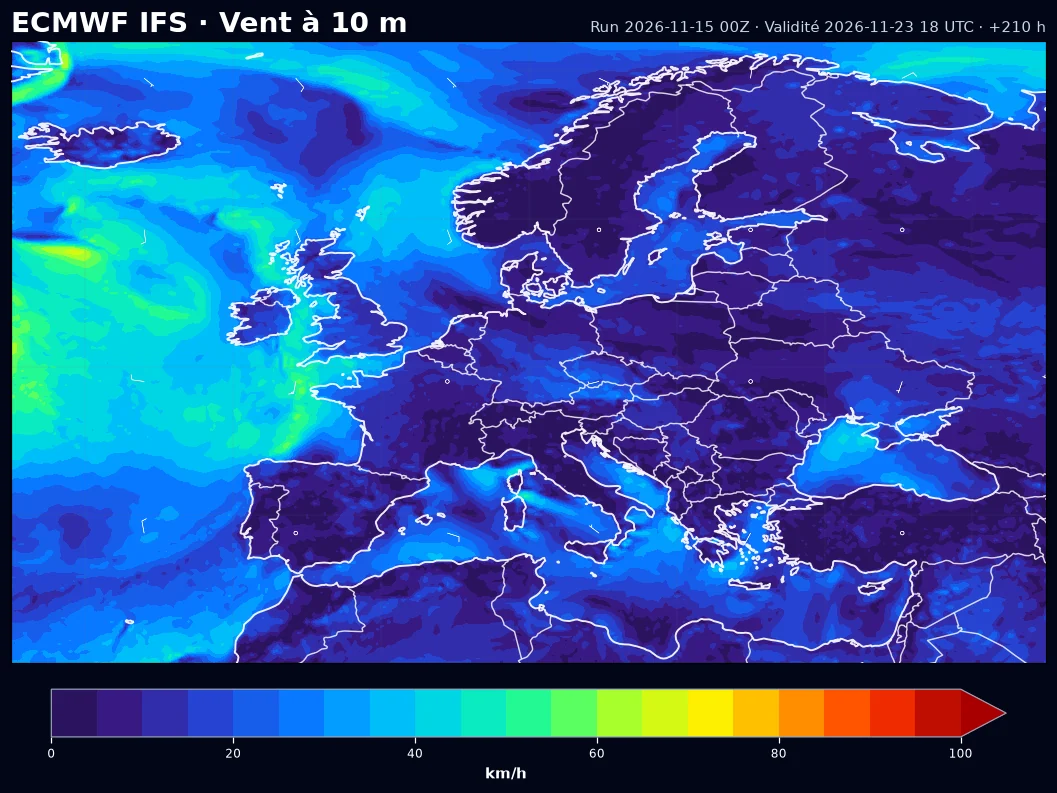 ECMWF IFS · Vent à 10 m
Run 2026-11-15 00Z · Validité 2026-11-23 18 UTC · +210 h
0 20 40 60 80 100
km/h